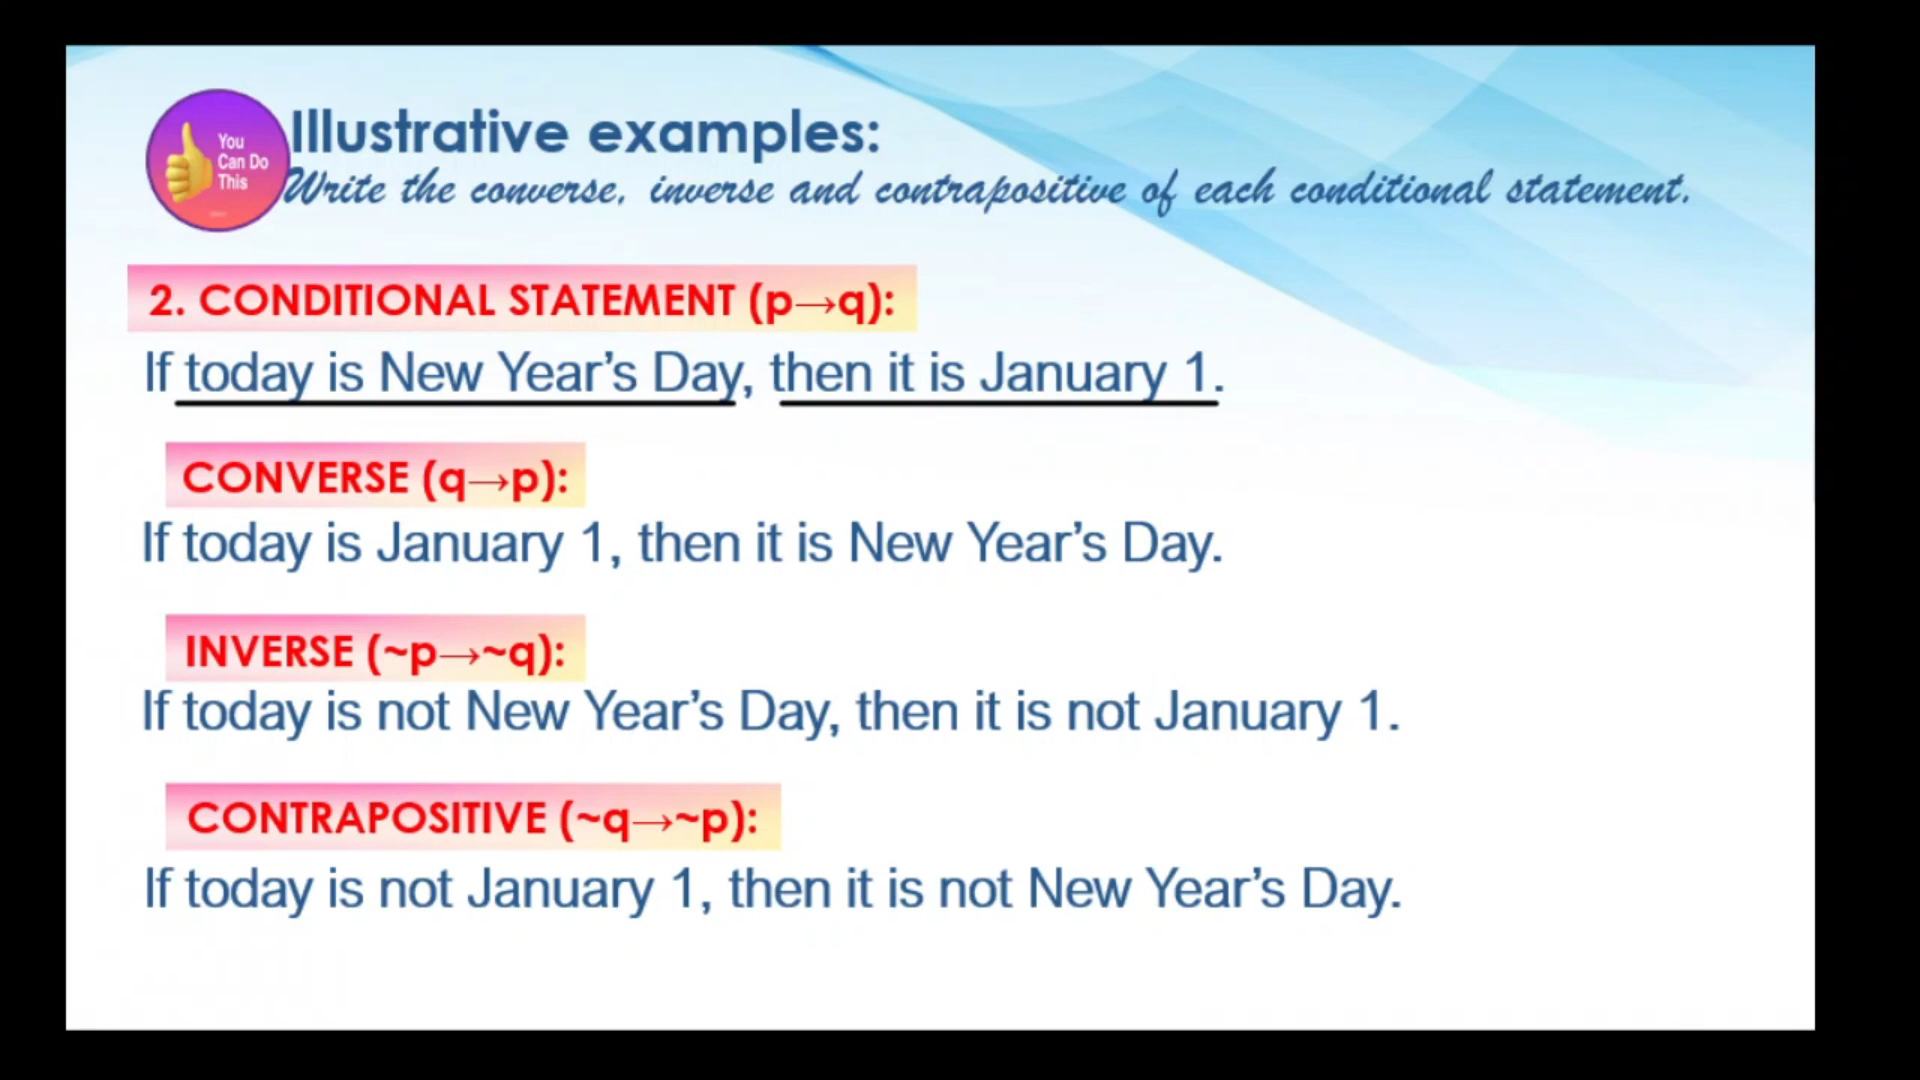 You
Can Do
This
Illustrative examples:
Write the converse, inverse and contrapositive of each conditional statement.
2. CONDITIONAL STATEMENT (p→q):
If today is New Year’s Day, then it is January 1.
CONVERSE (q→p):
If today is January 1, then it is New Year’s Day.
INVERSE (~p→~q):
If today is not New Year’s Day, then it is not January 1.
CONTRAPOSITIVE (~q→~p):
If today is not January 1, then it is not New Year’s Day.